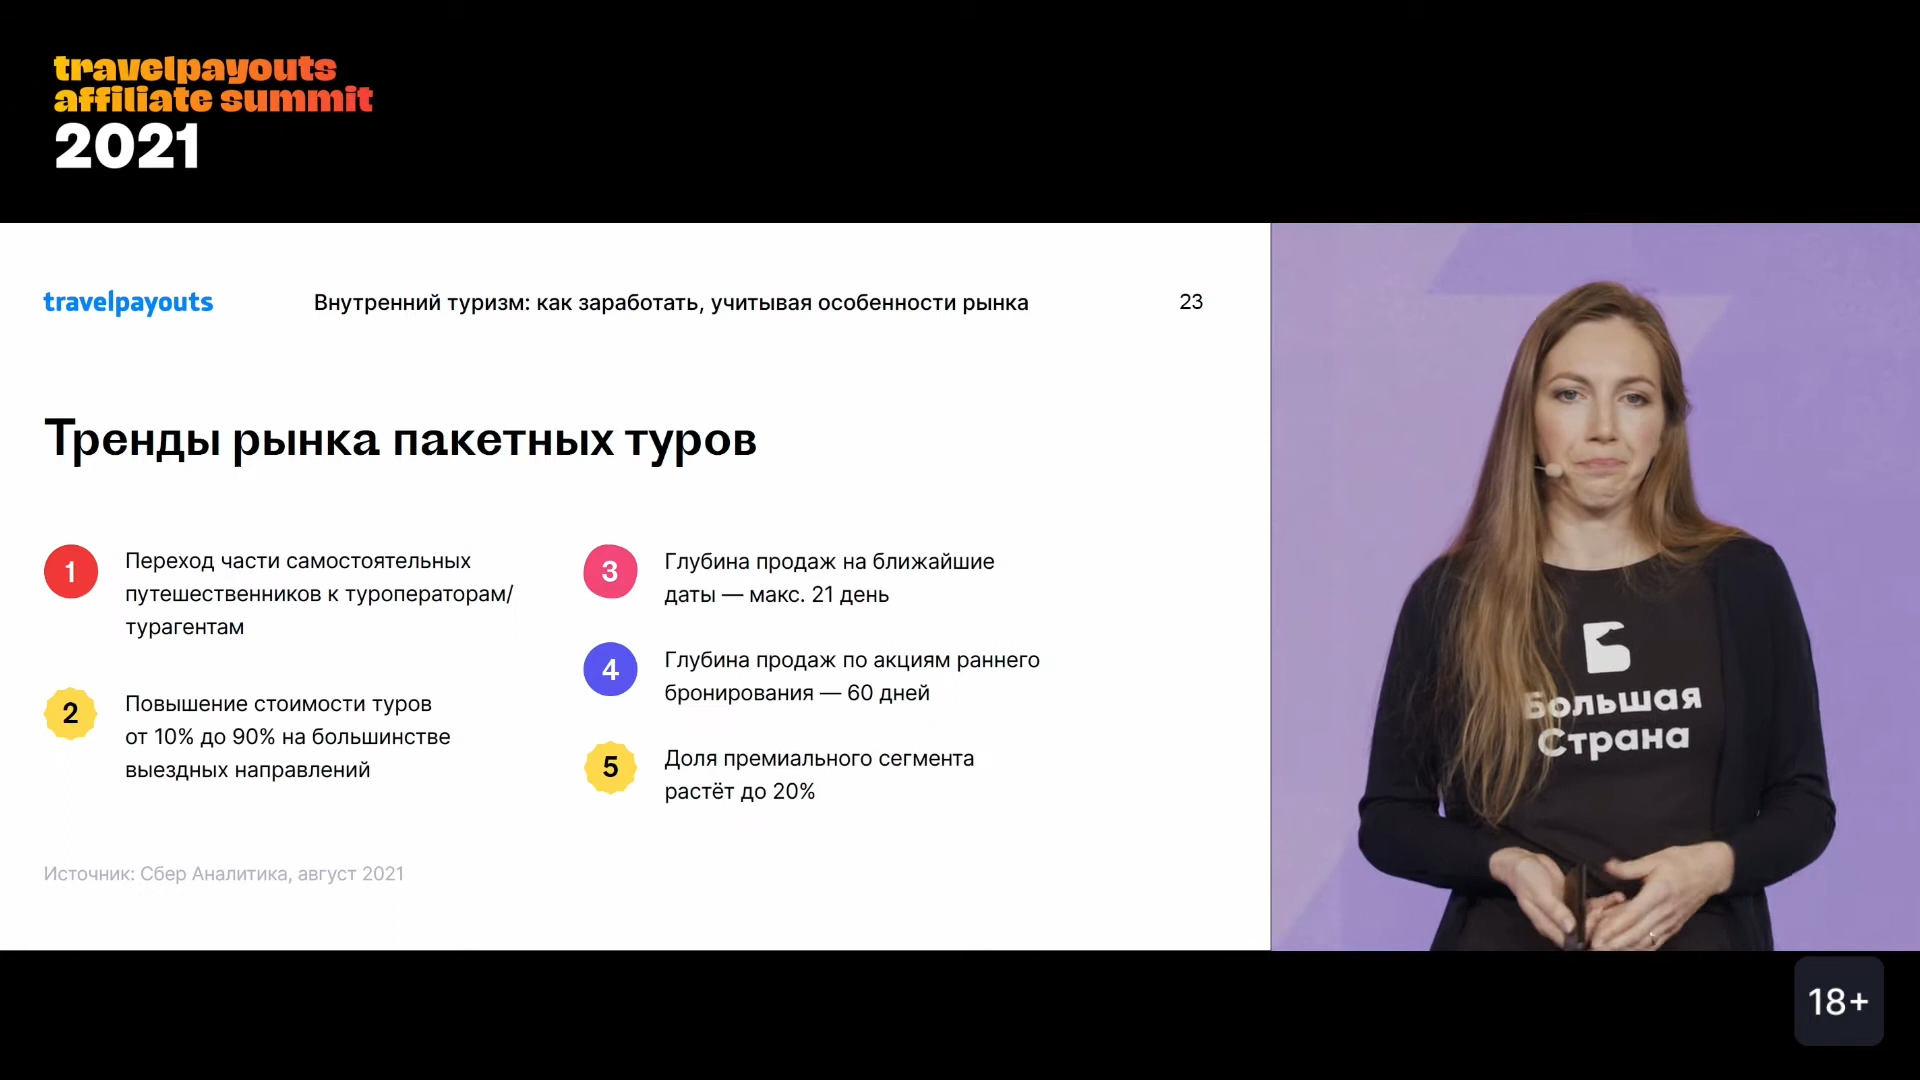 travelpayouts
affiliate summit
2021
travelpayouts
Внутренний туризм: как заработать, учитывая особенности рынка
23
Тренды рынка пакетных туров
1
Переход части самостоятельных
путешественников к туроператорам/
турагентам
2
Повышение стоимости туров
от 10% до 90% на большинстве
выездных направлений
3
Глубина продаж на ближайшие
даты — макс. 21 день
4
Глубина продаж по акциям раннего
бронирования — 60 дней
5
Доля премиального сегмента
растёт до 20%
Источник: Сбер Аналитика, август 2021
Большая
Страна
18+